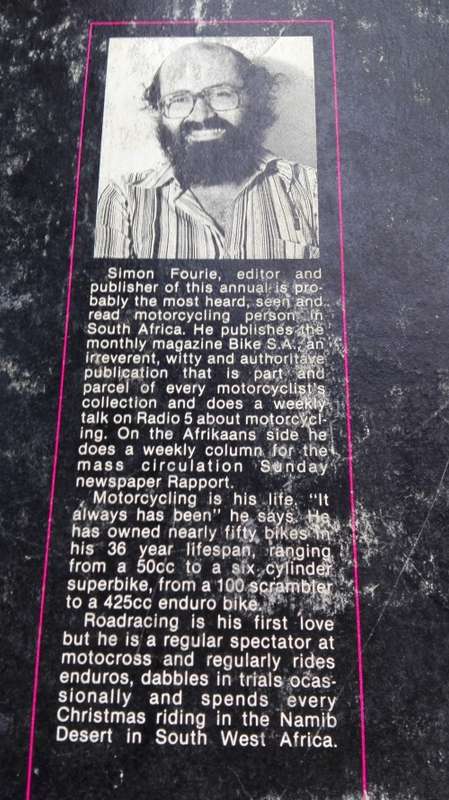 Simon Fourie, editor and
publisher of this annual is pro-
bably the most heard, seen and
read motorcycling person in
South Africa. He publishes the
monthly magazine Bike S.A., an
irreverent, witty and authoritave
publication that is part and
parcel of every motorcyclist's
collection and does a weekly
talk on Radio 5 about motorcycl-
ing. On the Afrikaans side he
does a weekly column for the
mass circulation Sunday
newspaper Rapport.
Motorcycling is his life. "It
always has been" he says. He
has owned nearly fifty bikes in
his 36 year lifespan, ranging
from a 50cc to a six cylinder
superbike, from a 100 scrambler
to a 425cc enduro bike.
Roadracing is his first love
but he is a regular spectator at
motocross and regularly rides
enduros, dabbles in trials ocas-
sionally and spends every
Christmas riding in the Namib
Desert in South West Africa.